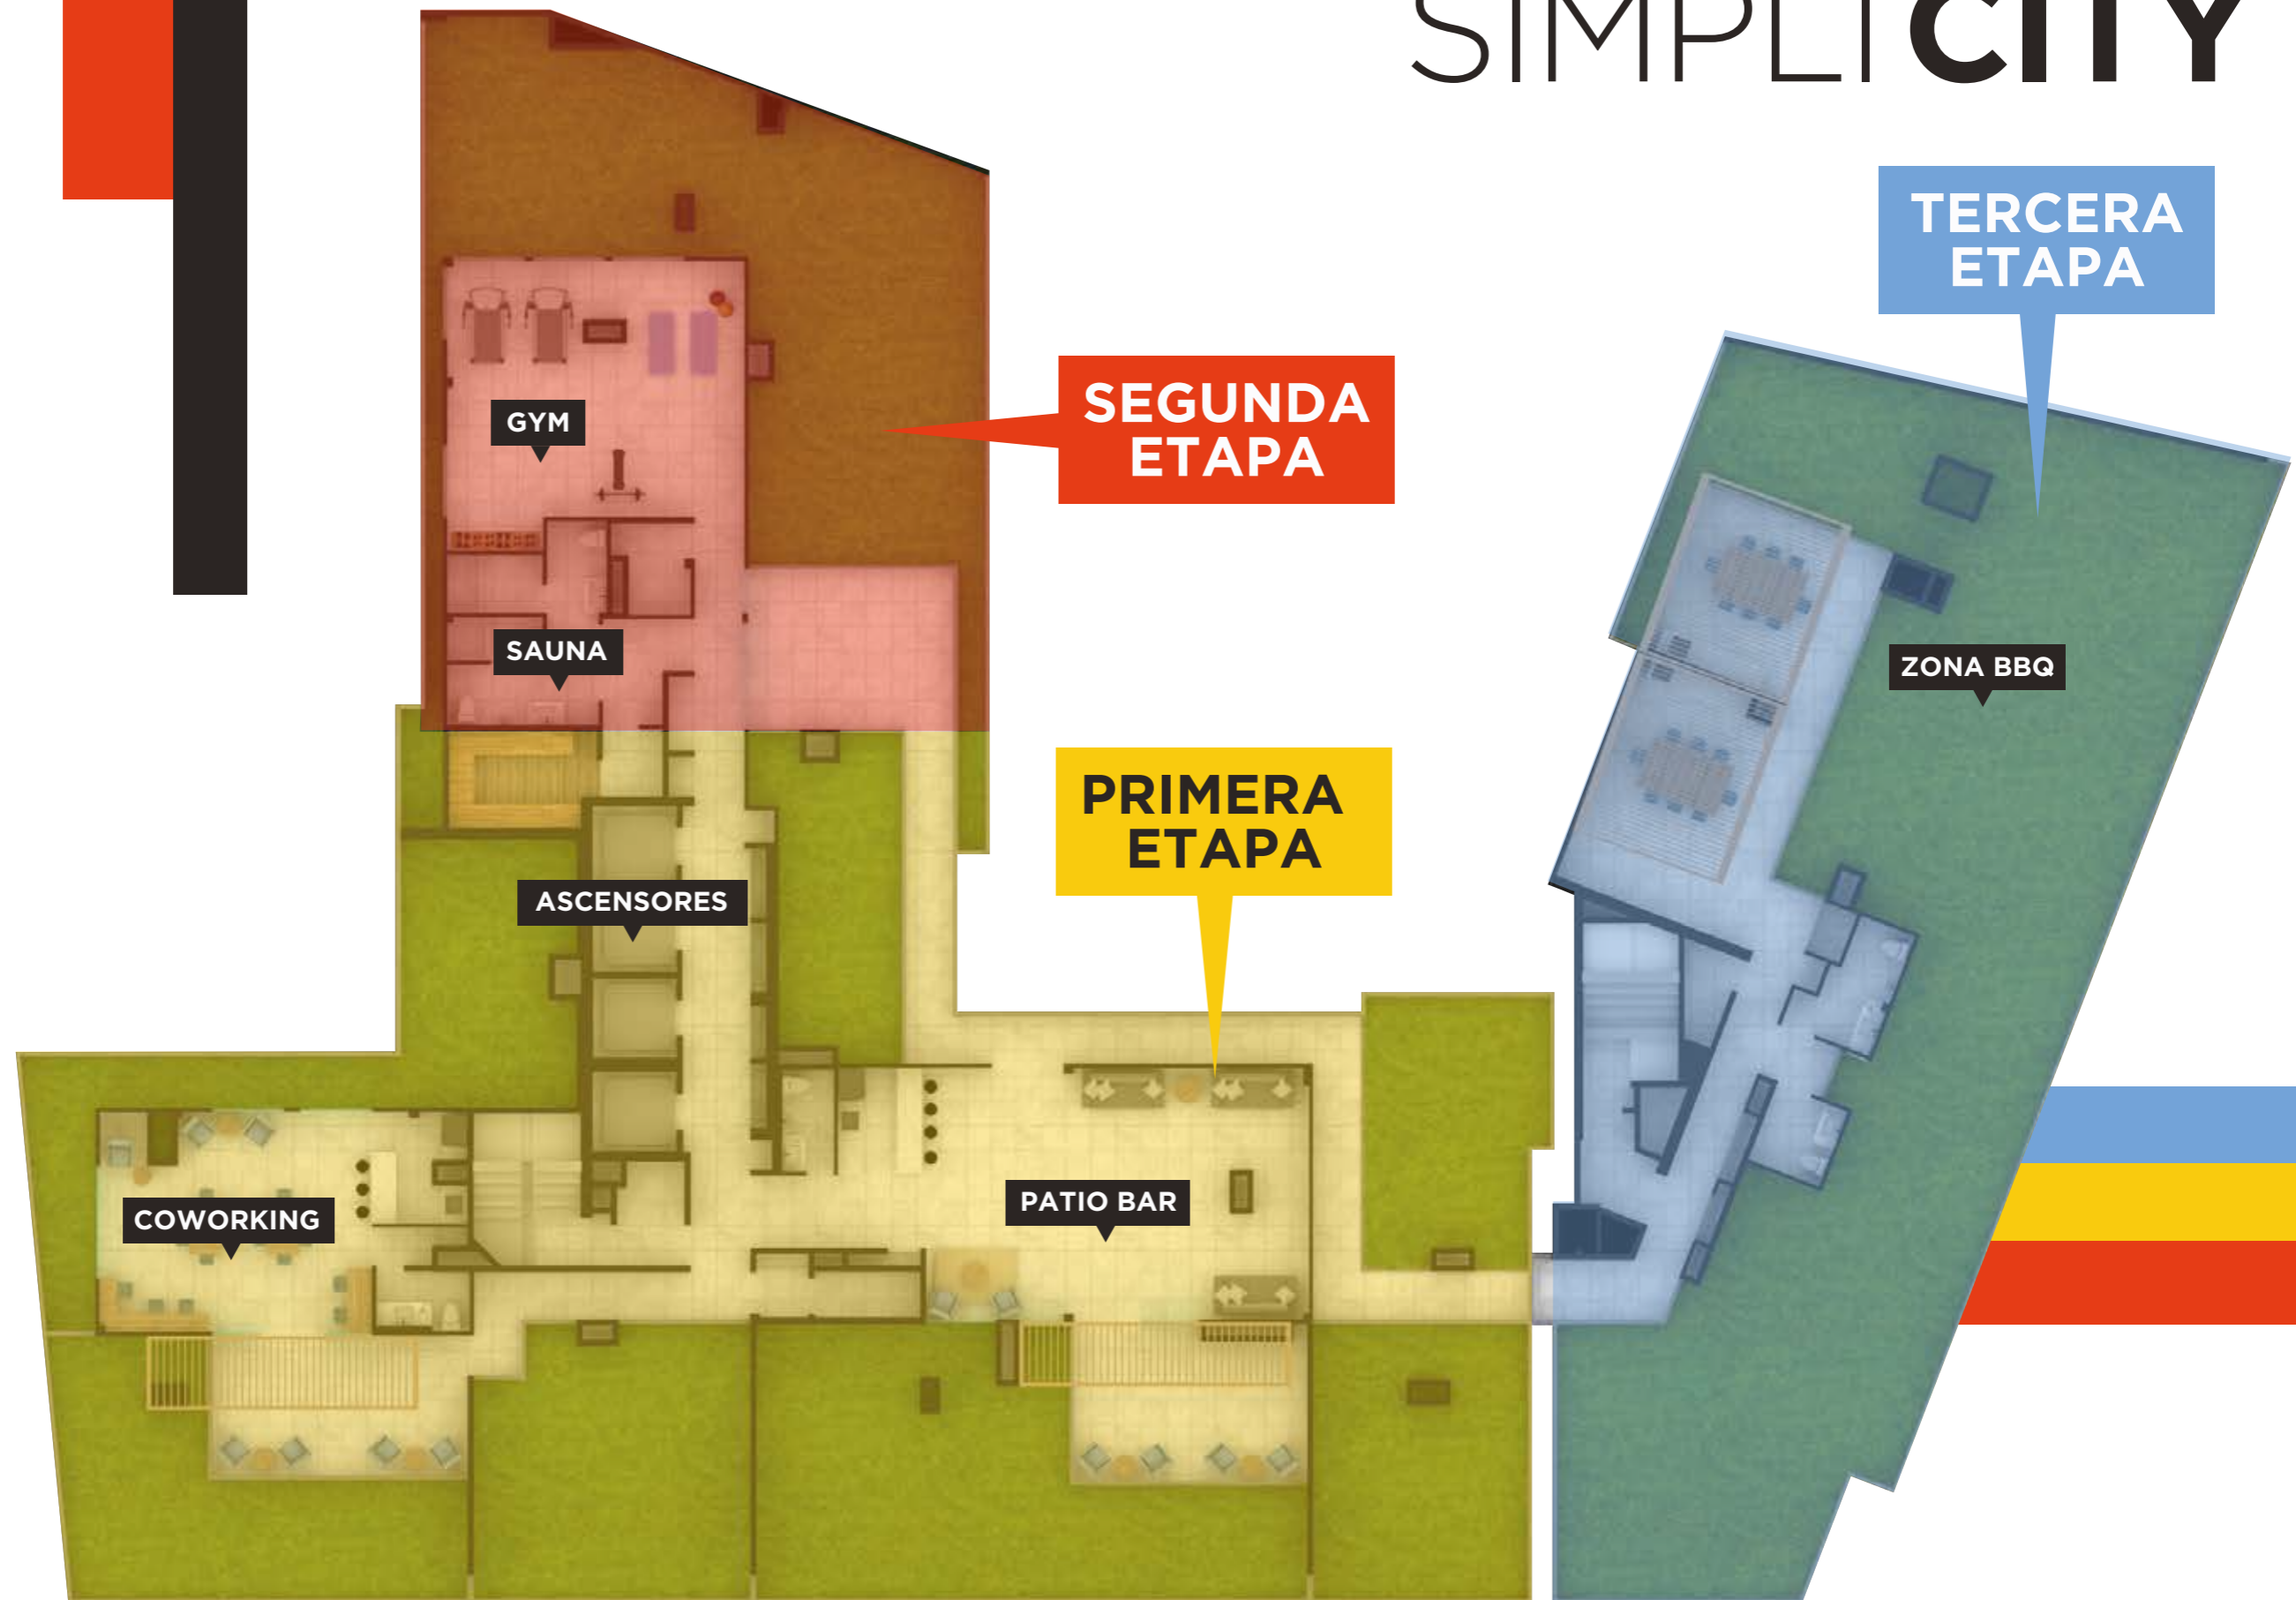 SIMPLICITY
TERCERA
ETAPA
SEGUNDA
ETAPA
GYM
SAUNA
ZONA BBQ
PRIMERA
ETAPA
ASCENSORES
PATIO BAR
COWORKING